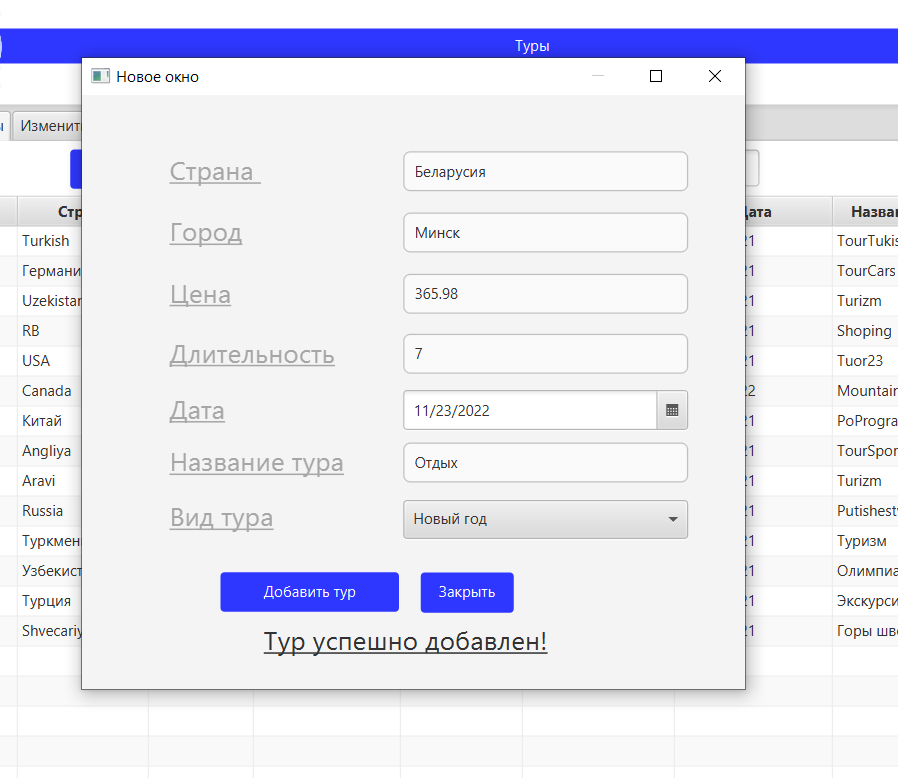 Туры
Новое окно
Изменит
Страна
Беларусия
Город
Минск
Цена
365.98
Длительность
7
Дата
11/23/2022
Название тура
Отдых
Вид тура
Новый год
Добавить тур
Закрыть
Тур успешно добавлен!
Стр
Дата
Назва
Turkish
21
TourTukis
Германи
21
TourCars
Uzekistan
21
Turizm
RB
21
Shoping
USA
21
Tuor23
Canada
22
Mountain
Китай
21
PoProgra
Angliya
21
TourSpor
Aravi
21
Turizm
Russia
21
Putishest
Туркмен
21
Туризм
Узбекист
21
Олимпиа
Турция
21
Экскурси
Shvecariy
21
Горы шв